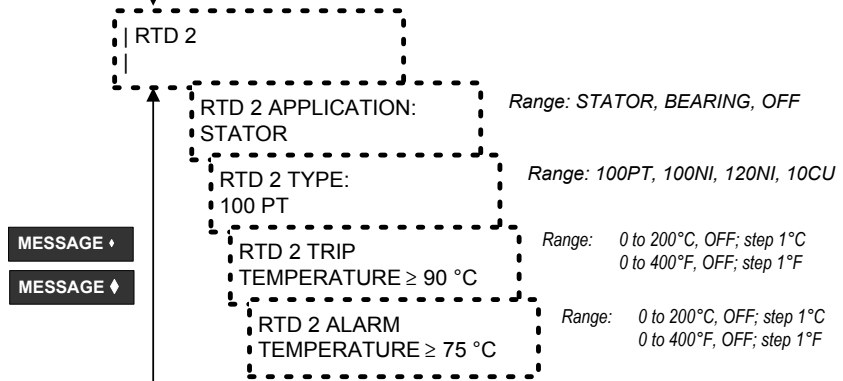 | RTD 2
|
RTD 2 APPLICATION:
STATOR
Range: STATOR, BEARING, OFF
RTD 2 TYPE:
100 PT
Range: 100PT, 100NI, 120NI, 10CU
MESSAGE ♦
MESSAGE ♦
RTD 2 TRIP
TEMPERATURE ≥ 90 °C
Range: 0 to 200°C, OFF; step 1°C
0 to 400°F, OFF; step 1°F
RTD 2 ALARM
TEMPERATURE ≥ 75 °C
Range: 0 to 200°C, OFF; step 1°C
0 to 400°F, OFF; step 1°F